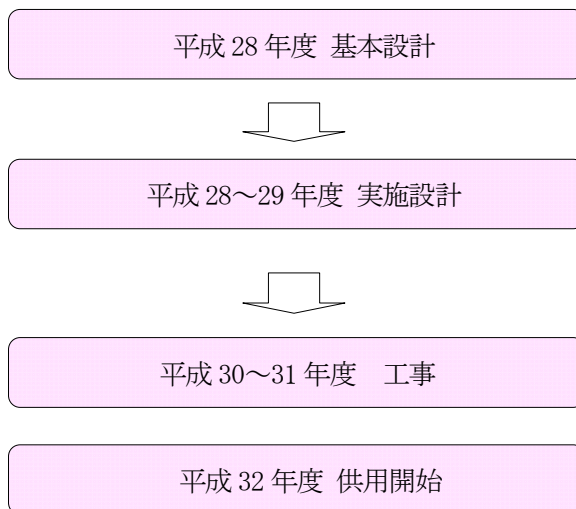 平成 28 年度 基本設計
平成 28～29 年度 実施設計
平成 30～31 年度　工事
平成 32 年度 供用開始